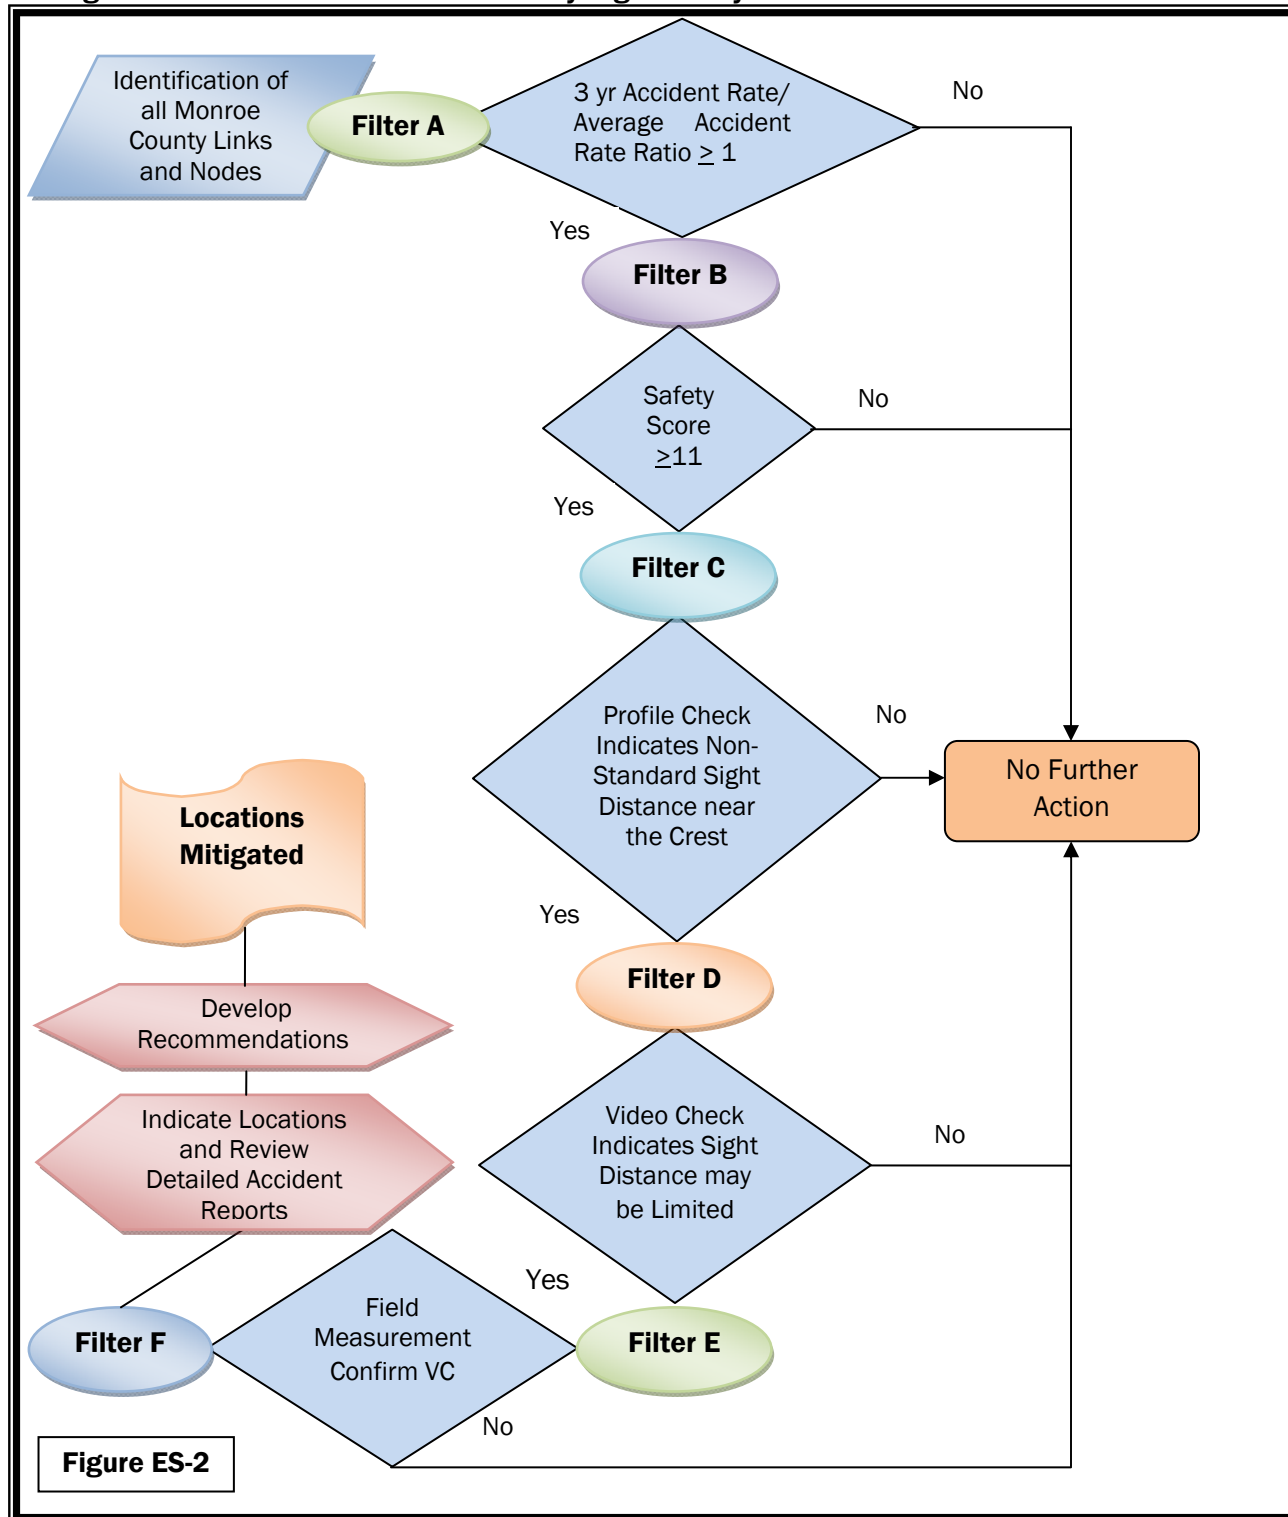 Identification of
all Monroe
County Links
and Nodes
Filter A
3 yr Accident Rate/
Average Accident
Rate Ratio ≥ 1
No
Yes
Filter B
Safety
Score
≥11
No
Yes
Filter C
Profile Check
Indicates Non-
Standard Sight
Distance near
the Crest
No
No Further
Action
Yes
Filter D
Video Check
Indicates Sight
Distance may
be Limited
No
Yes
Filter E
Field
Measurement
Confirm VC
No
Filter F
Indicate Locations
and Review
Detailed Accident
Reports
Develop
Recommendations
Locations
Mitigated
Figure ES-2